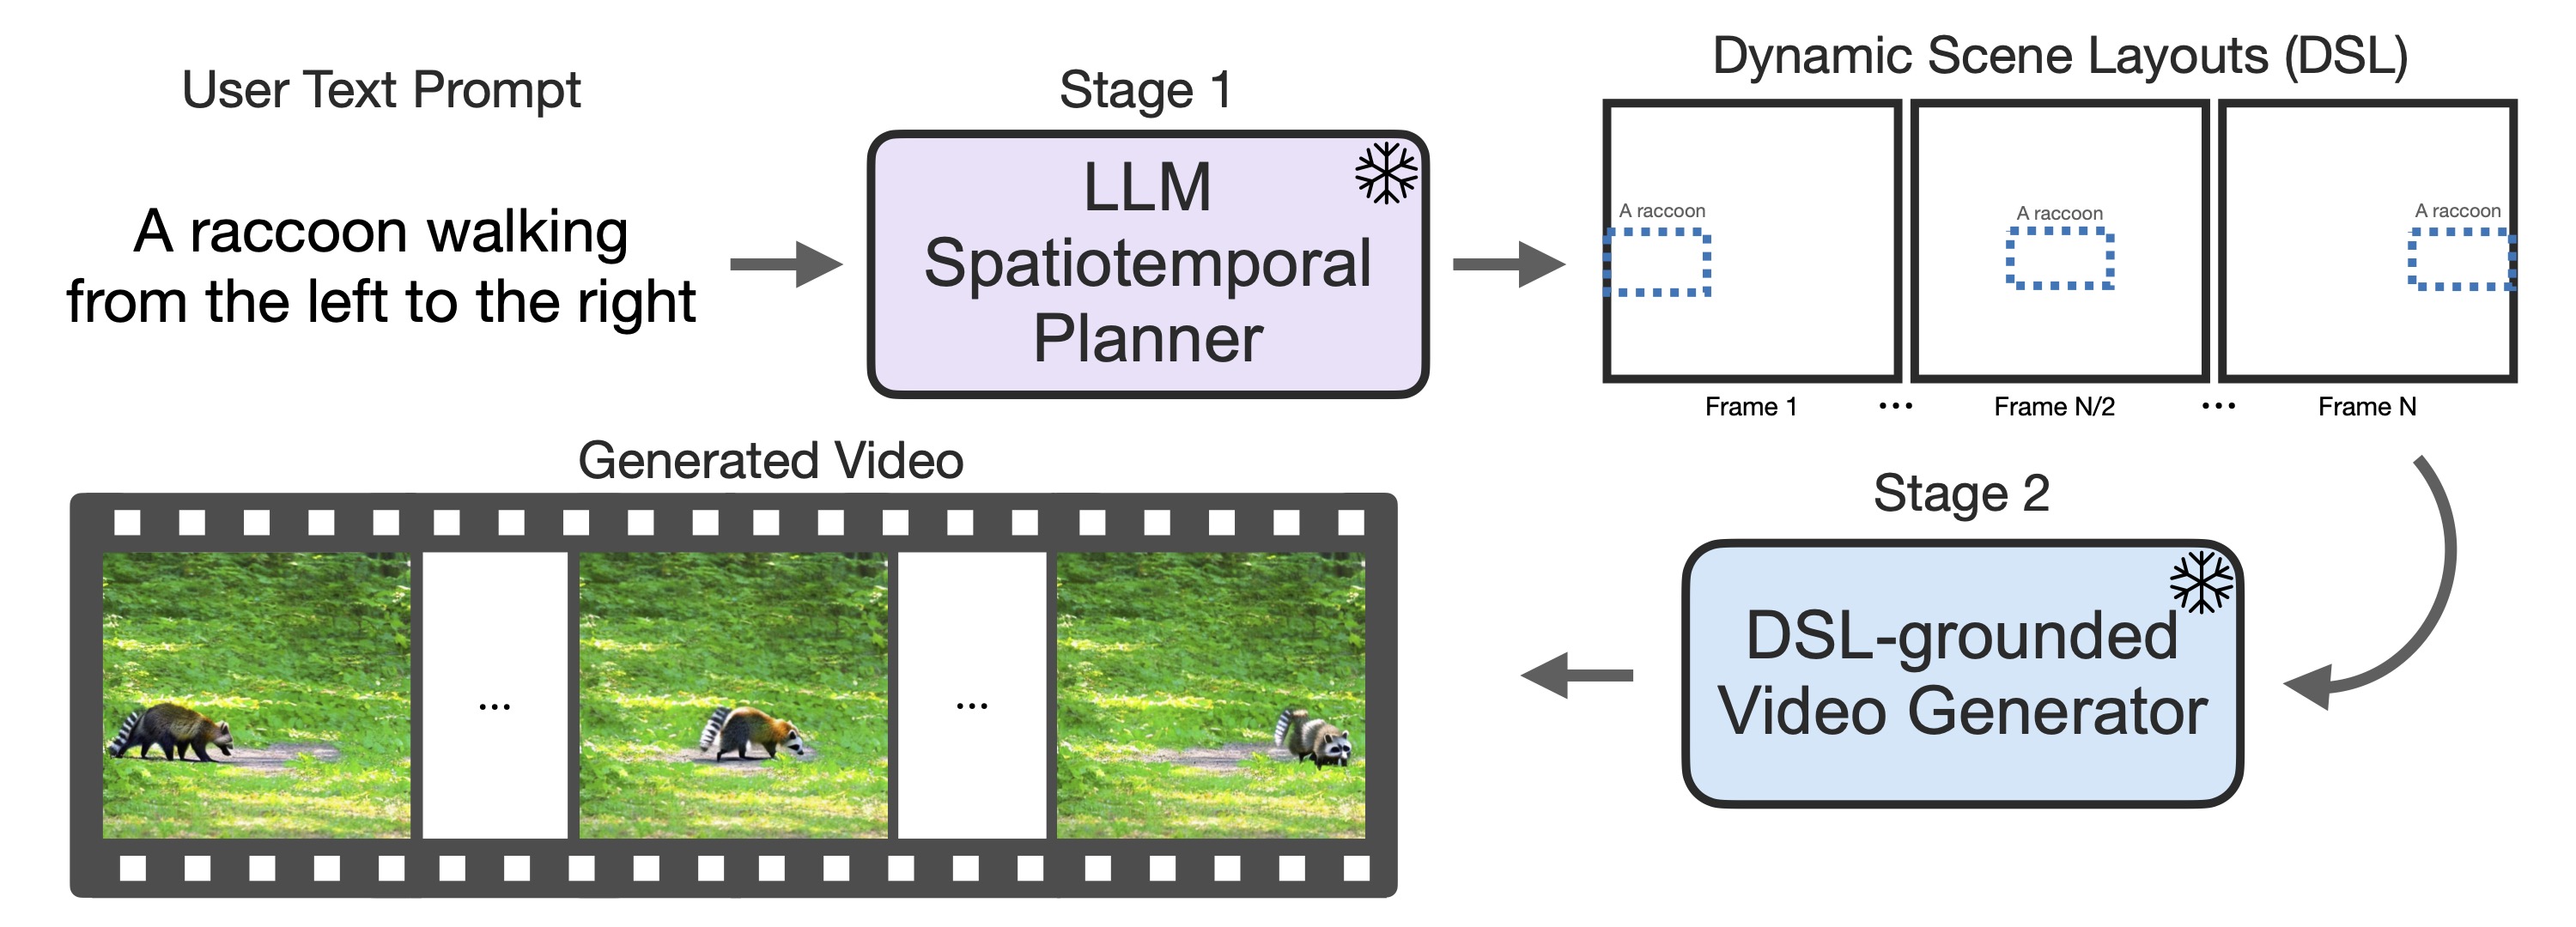 User Text Prompt
A raccoon walking
from the left to the right
Stage 1
LLM
Spatiotemporal
Planner
Dynamic Scene Layouts (DSL)
A raccoon
A raccoon
A raccoon
Frame 1
...
Frame N/2
...
Frame N
Stage 2
DSL-grounded
Video Generator
Generated Video
...
...